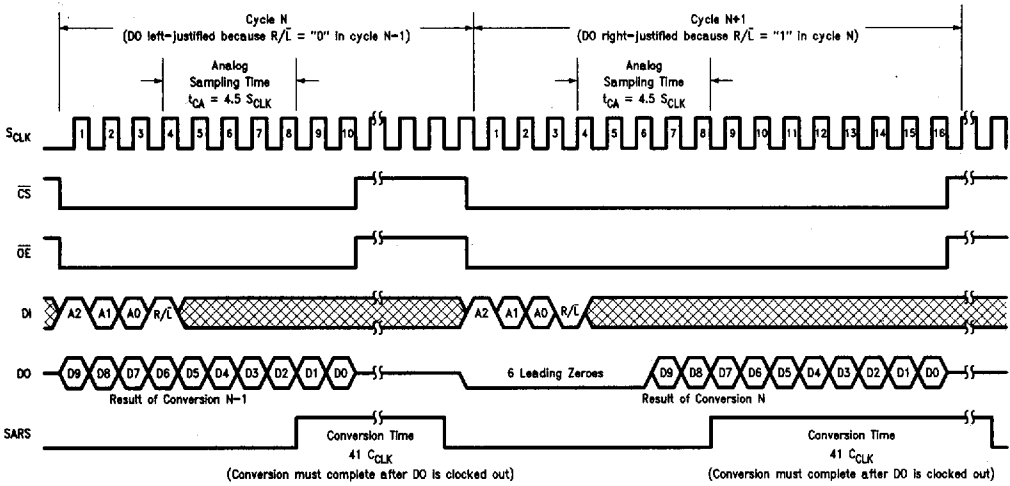 Cycle N
(DO left-justified because R/L̅ = "0" in cycle N-1)
Cycle N+1
(DO right-justified because R/L̅ = "1" in cycle N)
Analog
Sampling Time
tCA = 4.5 SCLK
Analog
Sampling Time
tCA = 4.5 SCLK
SCLK
1 2 3 4 5 6 7 8 9 10 1 2 3 4 5 6 7 8 9 10 11 12 13 14 15 16
C̅S̅
O̅E̅
DI
A2 A1 A0 R/L̅ A2 A1 A0 R/L̅
DO
D9 D8 D7 D6 D5 D4 D3 D2 D1 D0 6 Leading Zeroes D9 D8 D7 D6 D5 D4 D3 D2 D1 D0
Result of Conversion N-1
Result of Conversion N
SARS
Conversion Time
41 CCLK
(Conversion must complete after DO is clocked out)
Conversion Time
41 CCLK
(Conversion must complete after DO is clocked out)